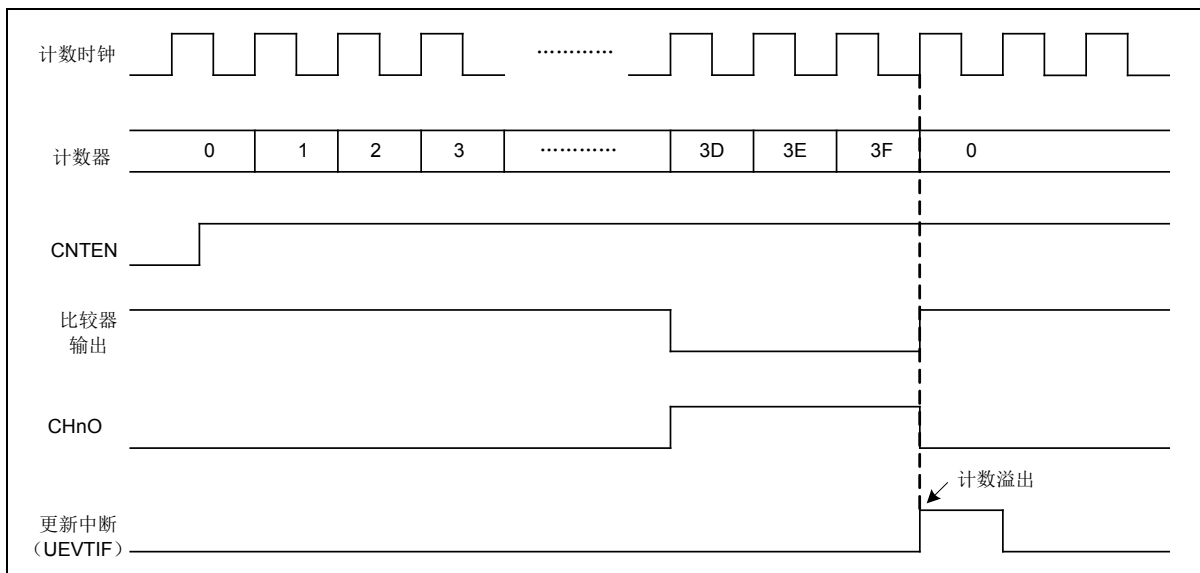 计数时钟
…………
计数器
0 1 2 3 ………… 3D 3E 3F 0
CNTEN
比较器
输出
CHnO
计数溢出
更新中断
（UEVTIF）